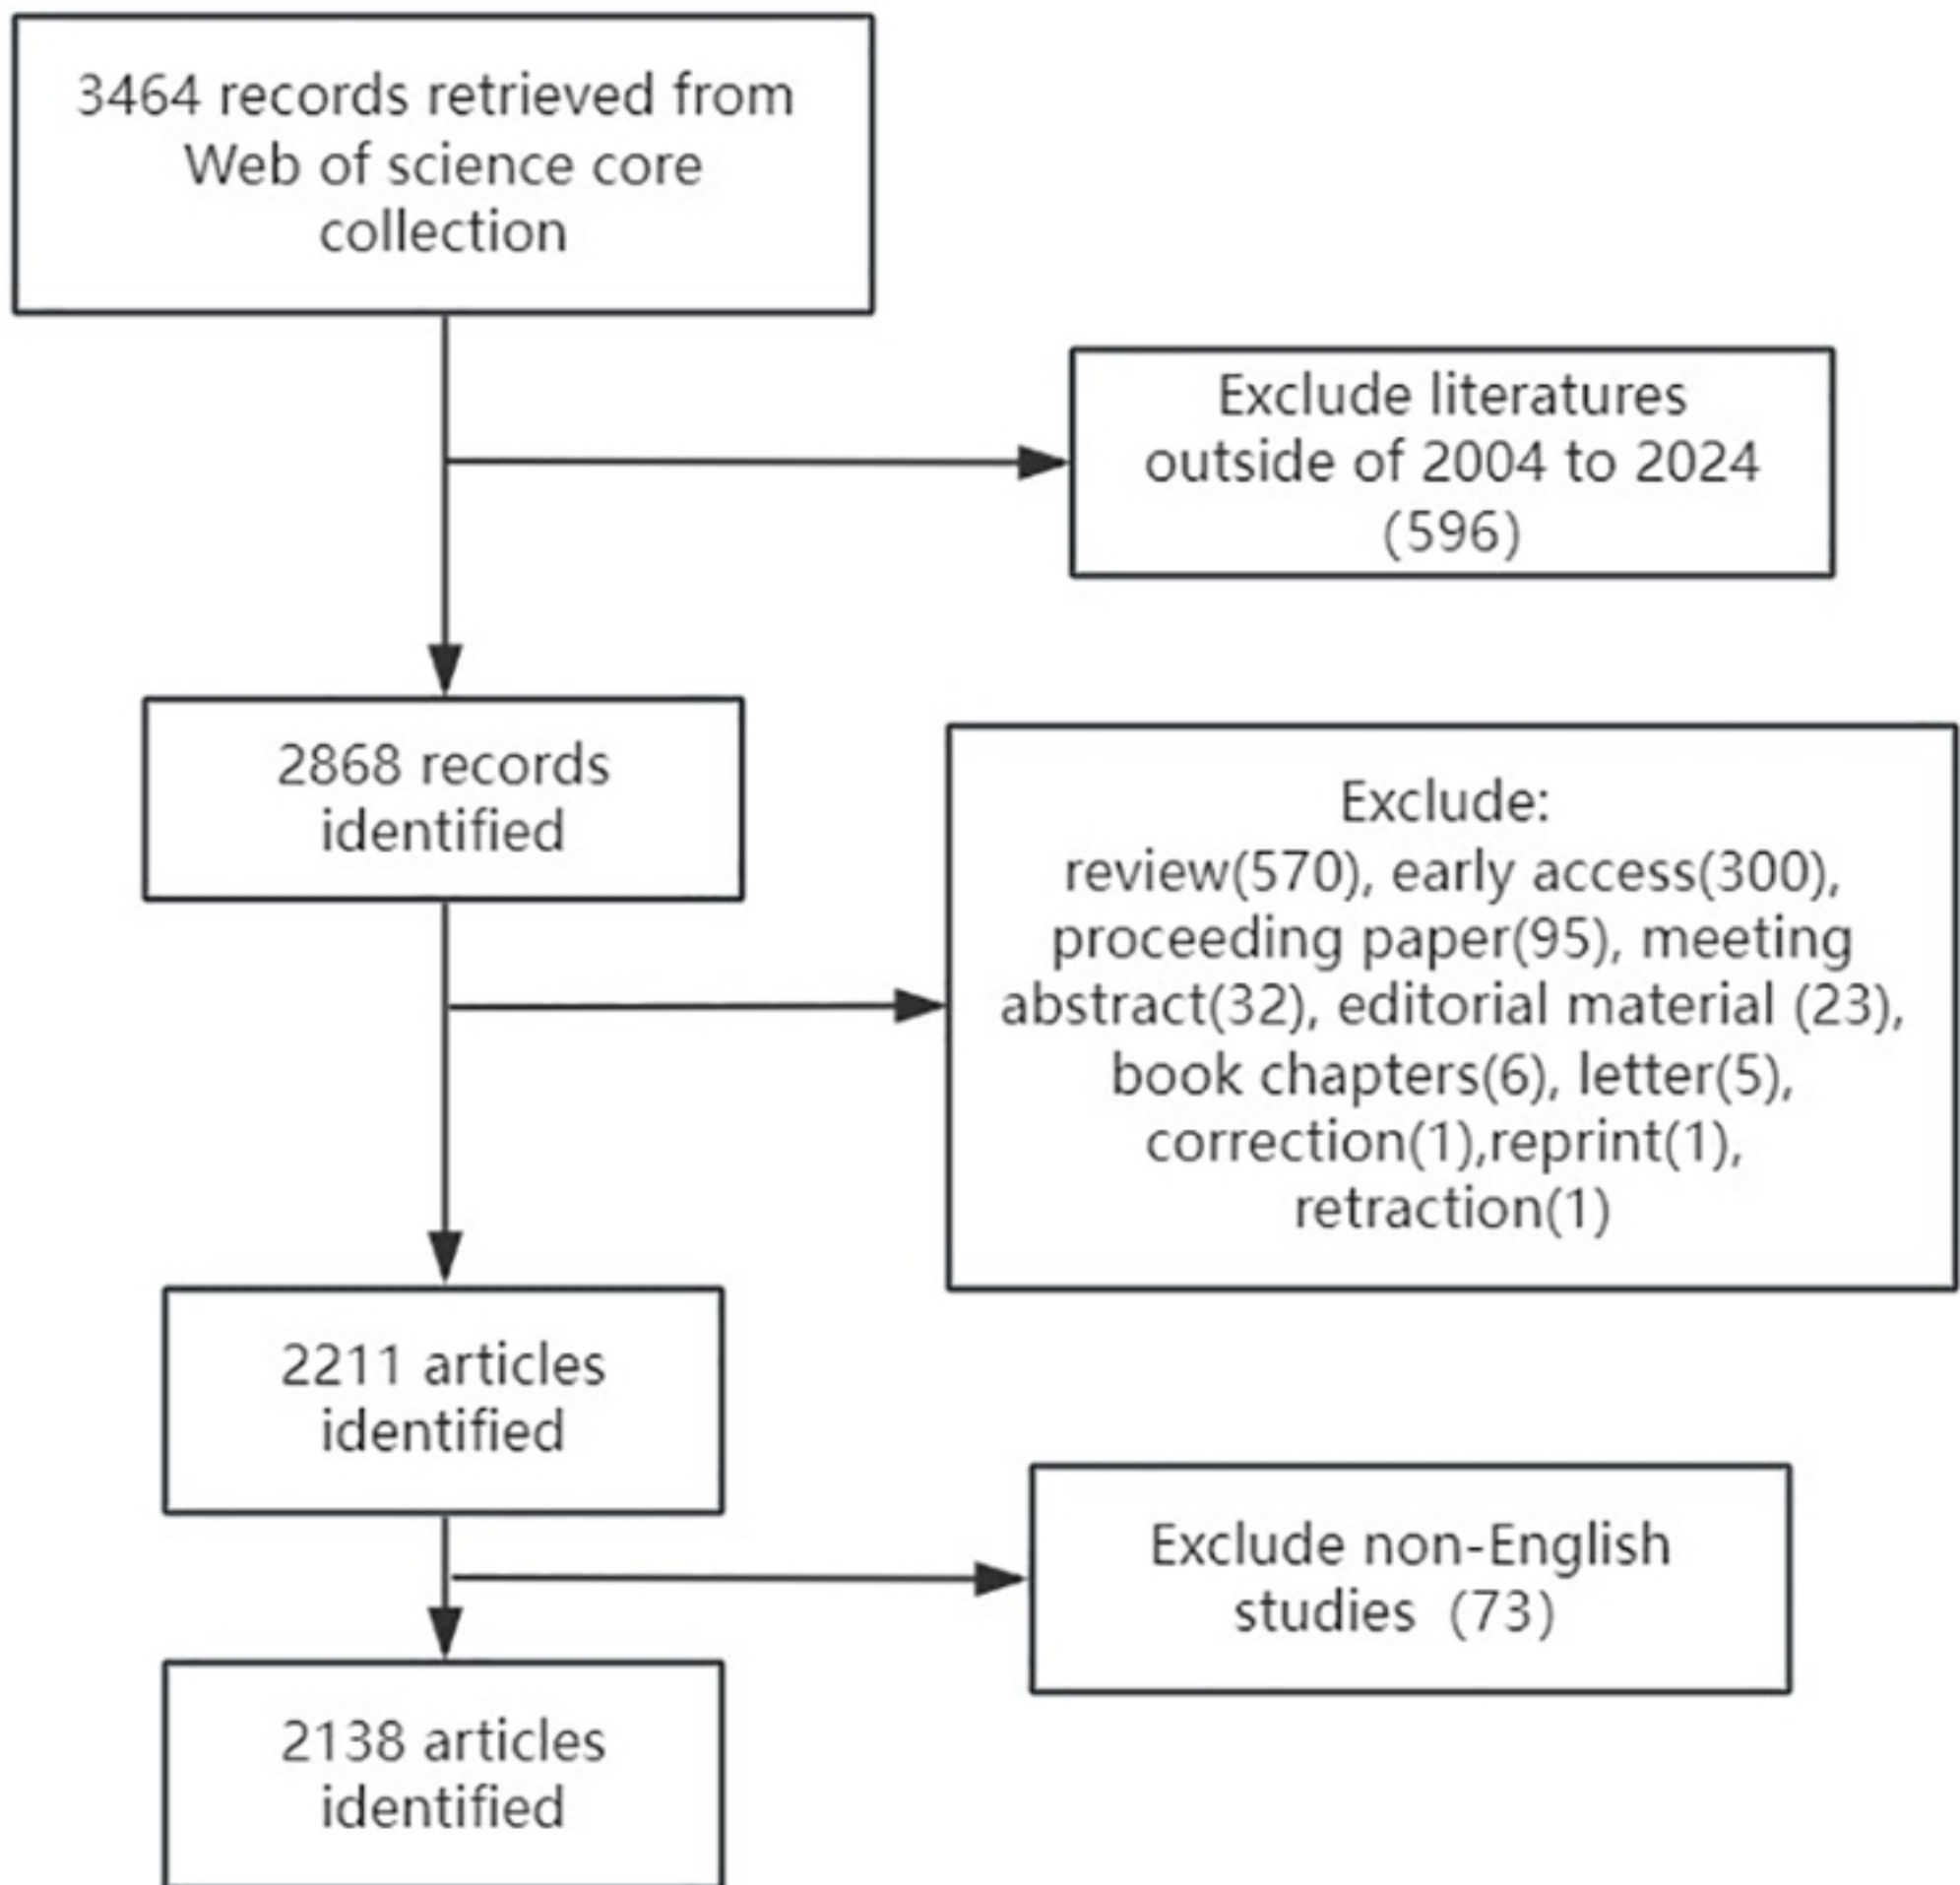 3464 records retrieved from
Web of science core
collection
Exclude literatures
outside of 2004 to 2024
(596)
2868 records
identified
Exclude:
review(570), early access(300),
proceeding paper(95), meeting
abstract(32), editorial material (23),
book chapters(6), letter(5),
correction(1),reprint(1),
retraction(1)
2211 articles
identified
Exclude non-English
studies (73)
2138 articles
identified